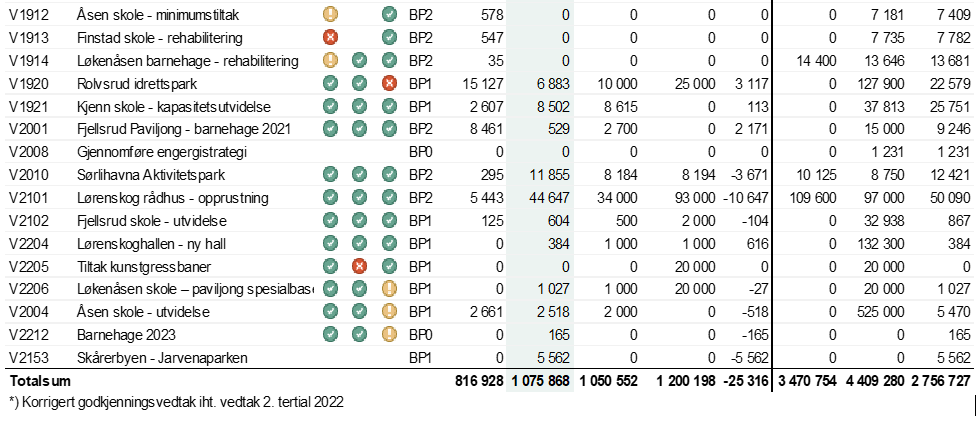 V1912 Åsen skole - minimumstiltak BP2 578 0 0 0 0 0 7 181 7 409
V1913 Finstad skole - rehabilitering BP2 547 0 0 0 0 0 7 735 7 782
V1914 Løkenåsen barnehage - rehabilitering BP2 35 0 0 0 0 14 400 13 646 13 681
V1920 Rolvsrud idrettspark BP1 15 127 6 883 10 000 25 000 3 117 0 127 900 22 579
V1921 Kjenn skole - kapasitetsutvidelse BP1 2 607 8 502 8 615 0 113 0 37 813 25 751
V2001 Fjellsrud Paviljong - barnehage 2021 BP2 8 461 529 2 700 0 2 171 0 15 000 9 246
V2008 Gjennomføre engergistrategi BP0 0 0 0 0 0 0 1 231 1 231
V2010 Sørlihavna Aktivitetspark BP2 295 11 855 8 184 8 194 -3 671 10 125 8 750 12 421
V2101 Lørenskog rådhus - opprustning BP2 5 443 44 647 34 000 93 000 -10 647 109 600 97 000 50 090
V2102 Fjellsrud skole - utvidelse BP1 125 604 500 2 000 -104 0 32 938 867
V2204 Lørenskoghallen - ny hall BP1 0 384 1 000 1 000 616 0 132 300 384
V2205 Tiltak kunstgressbaner BP1 0 0 0 20 000 0 0 20 000 0
V2206 Løkenåsen skole – paviljong spesialbase BP1 0 1 027 1 000 20 000 -27 0 20 000 1 027
V2004 Åsen skole - utvidelse BP1 2 661 2 518 2 000 0 -518 0 525 000 5 470
V2212 Barnehage 2023 BP0 0 165 0 0 -165 0 0 165
V2153 Skårerbyen - Jarvenaparken BP1 0 5 562 0 0 -5 562 0 0 5 562
Totalsum 816 928 1 075 868 1 050 552 1 200 198 -25 316 3 470 754 4 409 280 2 756 727
*) Korrigert godkjenningsvedtak iht. vedtak 2. tertial 2022